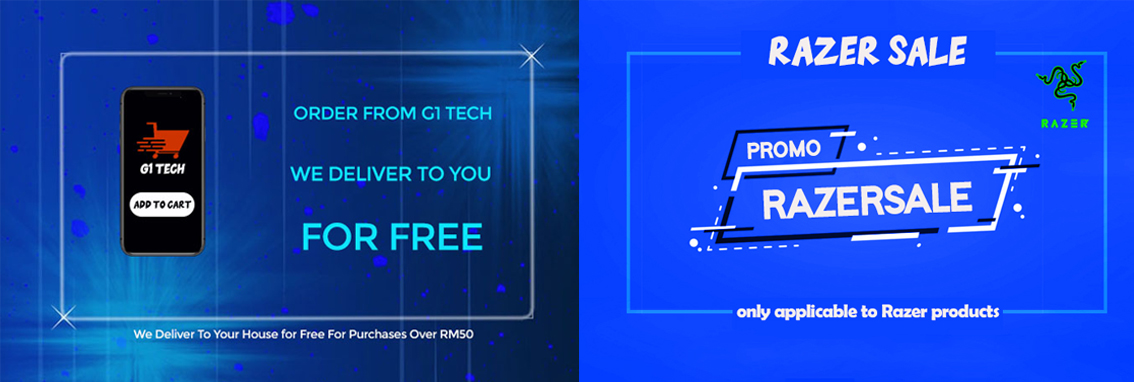 ORDER FROM G1 TECH
WE DELIVER TO YOU
FOR FREE
G1 TECH
ADD TO CART
We Deliver To Your House for Free For Purchases Over RM50
RAZER SALE
RAZER
PROMO
RAZERSALE
only applicable to Razer products